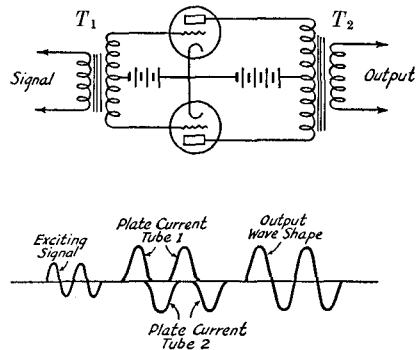 T₁
T₂
Signal
Output
Exciting
Signal
Plate Current
Tube 1
Output
Wave Shape
Plate Current
Tube 2